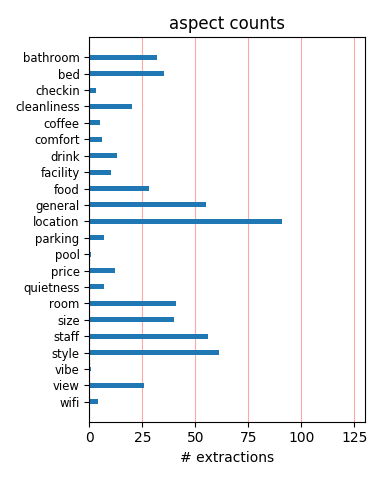 aspect counts
bathroom
bed
checkin
cleanliness
coffee
comfort
drink
facility
food
general
location
parking
pool
price
quietness
room
size
staff
style
vibe
view
wifi
0 25 50 75 100 125
# extractions